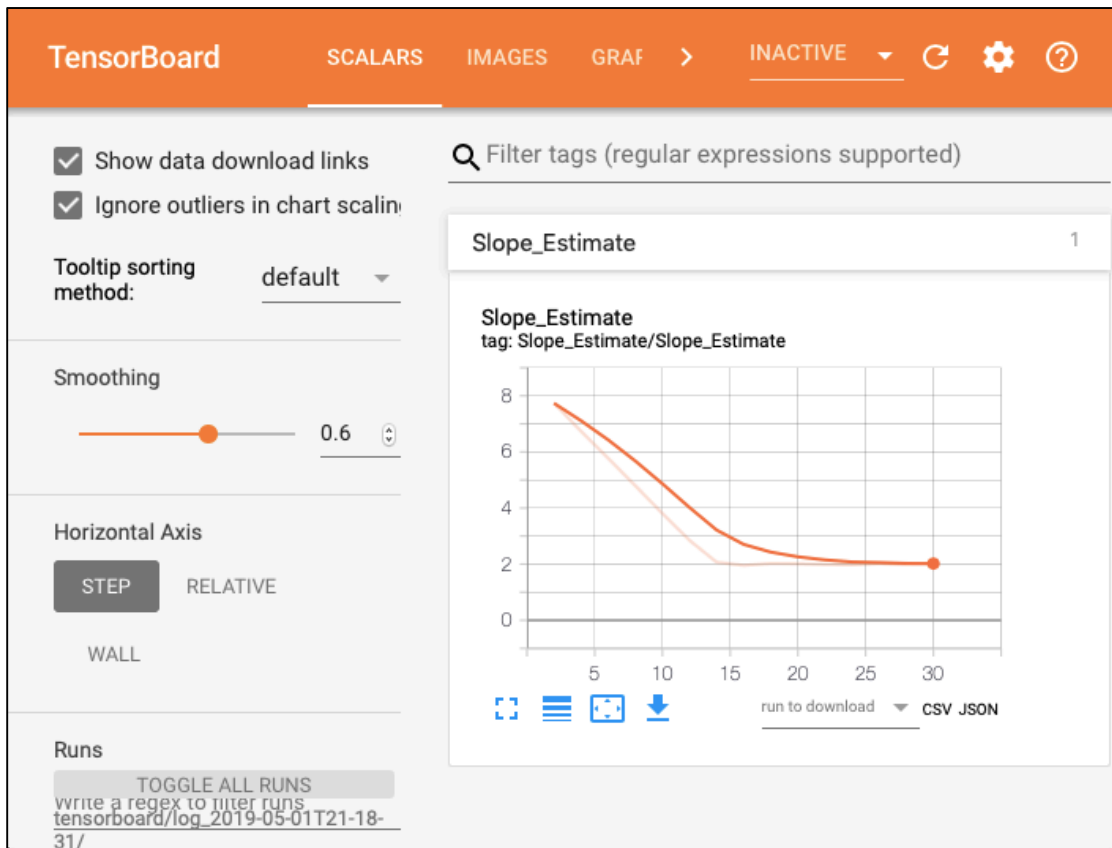 TensorBoard
SCALARS
IMAGES
GRAF
INACTIVE
Show data download links
Ignore outliers in chart scaling
Tooltip sorting
method:
default
Smoothing
0.6
Horizontal Axis
STEP
RELATIVE
WALL
Runs
TOGGLE ALL RUNS
Write a regex to filter runs
tensorboard/log_2019-05-01T21-18-
31/
Filter tags (regular expressions supported)
Slope_Estimate
1
Slope_Estimate
tag: Slope_Estimate/Slope_Estimate
8
6
4
2
0
5 10 15 20 25 30
run to download
CSV JSON